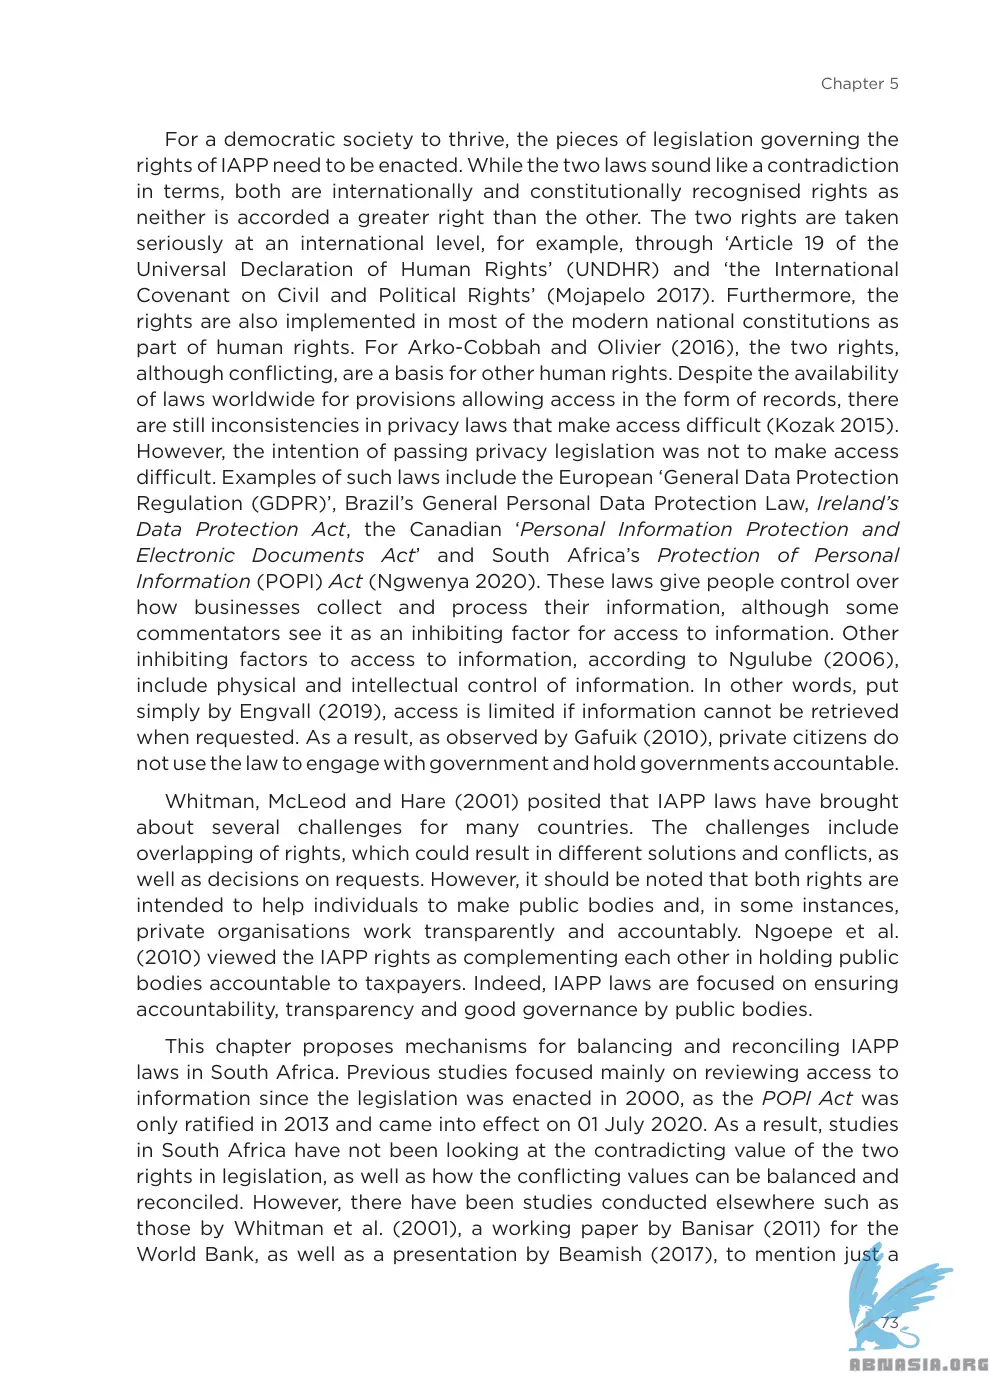 Chapter 5
For a democratic society to thrive, the pieces of legislation governing the
rights of IAPP need to be enacted. While the two laws sound like a contradiction
in terms, both are internationally and constitutionally recognised rights as
neither is accorded a greater right than the other. The two rights are taken
seriously at an international level, for example, through ‘Article 19 of the
Universal Declaration of Human Rights’ (UNDHR) and ‘the International
Covenant on Civil and Political Rights’ (Mojapelo 2017). Furthermore, the
rights are also implemented in most of the modern national constitutions as
part of human rights. For Arko-Cobbah and Olivier (2016), the two rights,
although conflicting, are a basis for other human rights. Despite the availability
of laws worldwide for provisions allowing access in the form of records, there
are still inconsistencies in privacy laws that make access difficult (Kozak 2015).
However, the intention of passing privacy legislation was not to make access
difficult. Examples of such laws include the European ‘General Data Protection
Regulation (GDPR)’, Brazil’s General Personal Data Protection Law, Ireland’s
Data Protection Act, the Canadian ‘Personal Information Protection and
Electronic Documents Act’ and South Africa’s Protection of Personal
Information (POPI) Act (Ngwenya 2020). These laws give people control over
how businesses collect and process their information, although some
commentators see it as an inhibiting factor for access to information. Other
inhibiting factors to access to information, according to Ngulube (2006),
include physical and intellectual control of information. In other words, put
simply by Engvall (2019), access is limited if information cannot be retrieved
when requested. As a result, as observed by Gafuik (2010), private citizens do
not use the law to engage with government and hold governments accountable.
Whitman, McLeod and Hare (2001) posited that IAPP laws have brought
about several challenges for many countries. The challenges include
overlapping of rights, which could result in different solutions and conflicts, as
well as decisions on requests. However, it should be noted that both rights are
intended to help individuals to make public bodies and, in some instances,
private organisations work transparently and accountably. Ngoepe et al.
(2010) viewed the IAPP rights as complementing each other in holding public
bodies accountable to taxpayers. Indeed, IAPP laws are focused on ensuring
accountability, transparency and good governance by public bodies.
This chapter proposes mechanisms for balancing and reconciling IAPP
laws in South Africa. Previous studies focused mainly on reviewing access to
information since the legislation was enacted in 2000, as the POPI Act was
only ratified in 2013 and came into effect on 01 July 2020. As a result, studies
in South Africa have not been looking at the contradicting value of the two
rights in legislation, as well as how the conflicting values can be balanced and
reconciled. However, there have been studies conducted elsewhere such as
those by Whitman et al. (2001), a working paper by Banisar (2011) for the
World Bank, as well as a presentation by Beamish (2017), to mention just a
73
ABNASIA.ORG